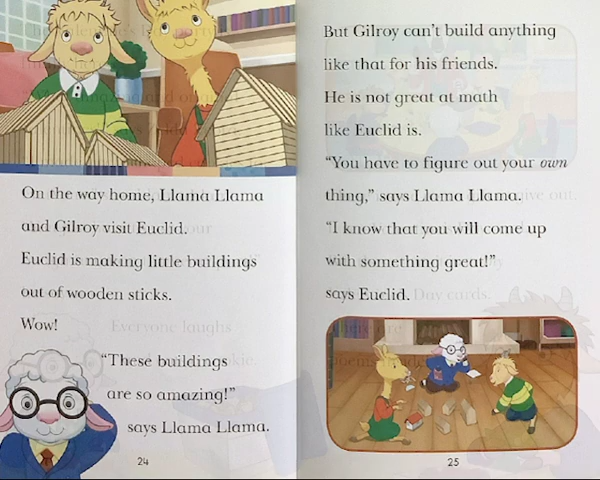 On the way home, Llama Llama
and Gilroy visit Euclid.
Euclid is making little buildings
out of wooden sticks.
Wow!
"These buildings
are so amazing!"
says Llama Llama.
24
But Gilroy can't build anything
like that for his friends.
He is not great at math
like Euclid is.
"You have to figure out your own
thing," says Llama Llama.
"I know that you will come up
with something great!"
says Euclid.
25